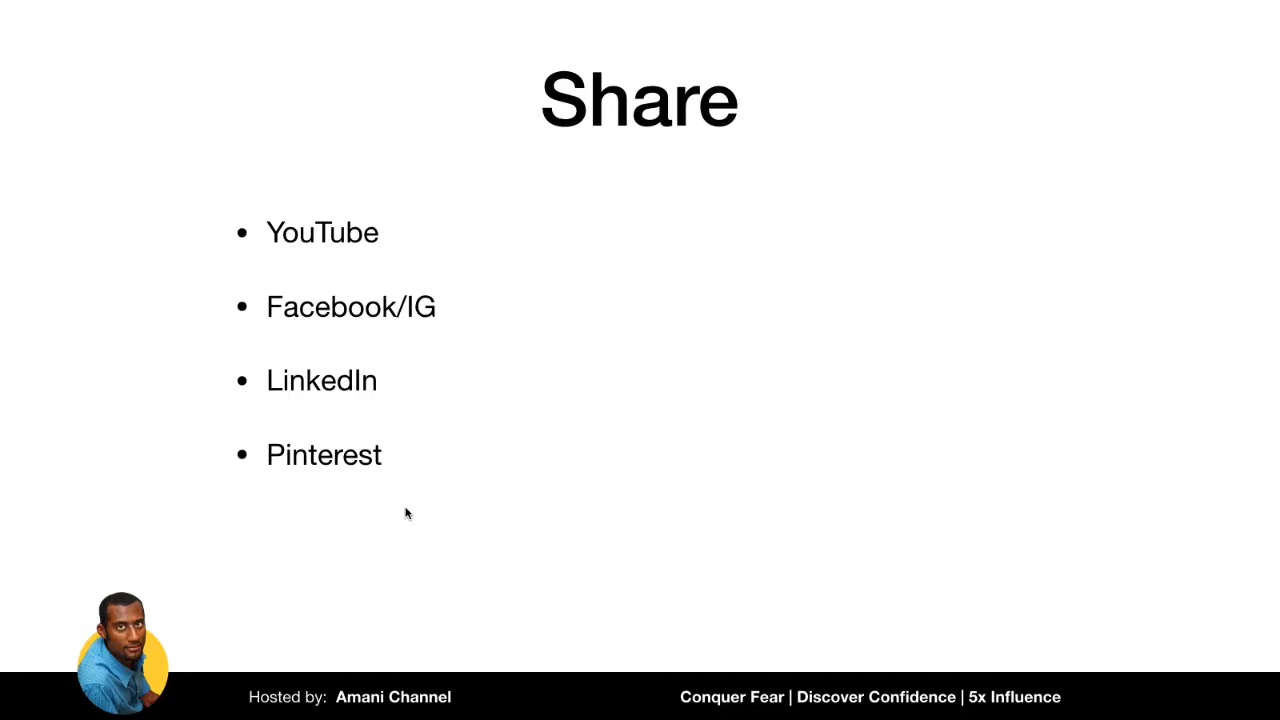 Share
• YouTube
• Facebook/IG
• LinkedIn
• Pinterest
Hosted by: Amani Channel
Conquer Fear | Discover Confidence | 5x Influence